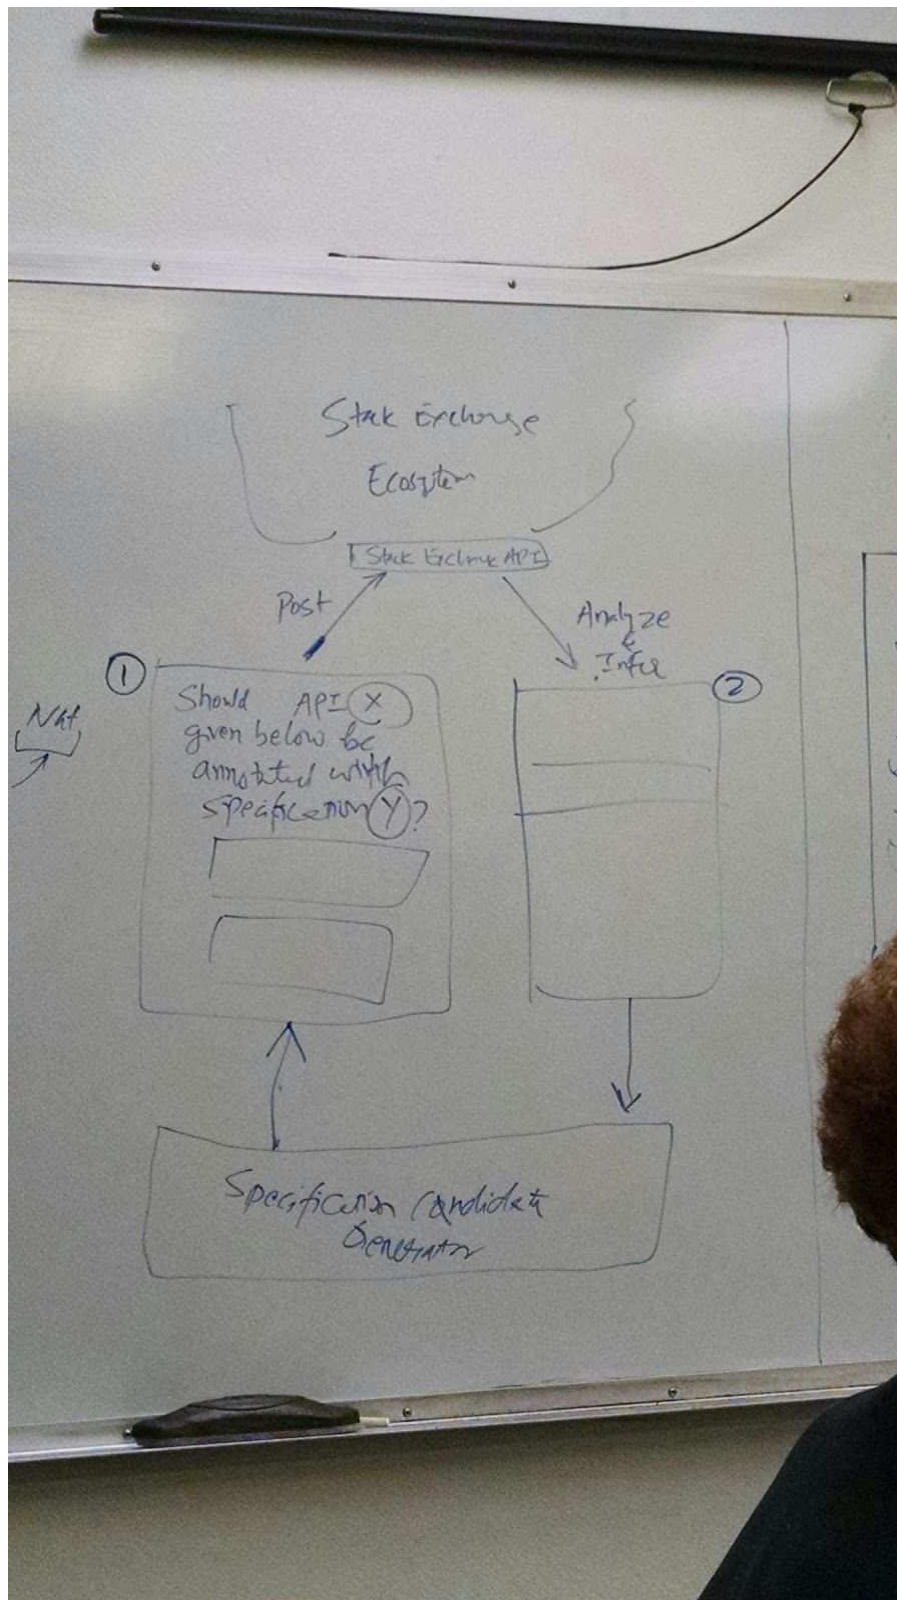 Stack Exchange
Ecosystem
Stack Exchange API
Post
Analyze
&
Infer
1
2
Should API X
given below be
annotated with
specification Y?
Specification Candidate
Generator